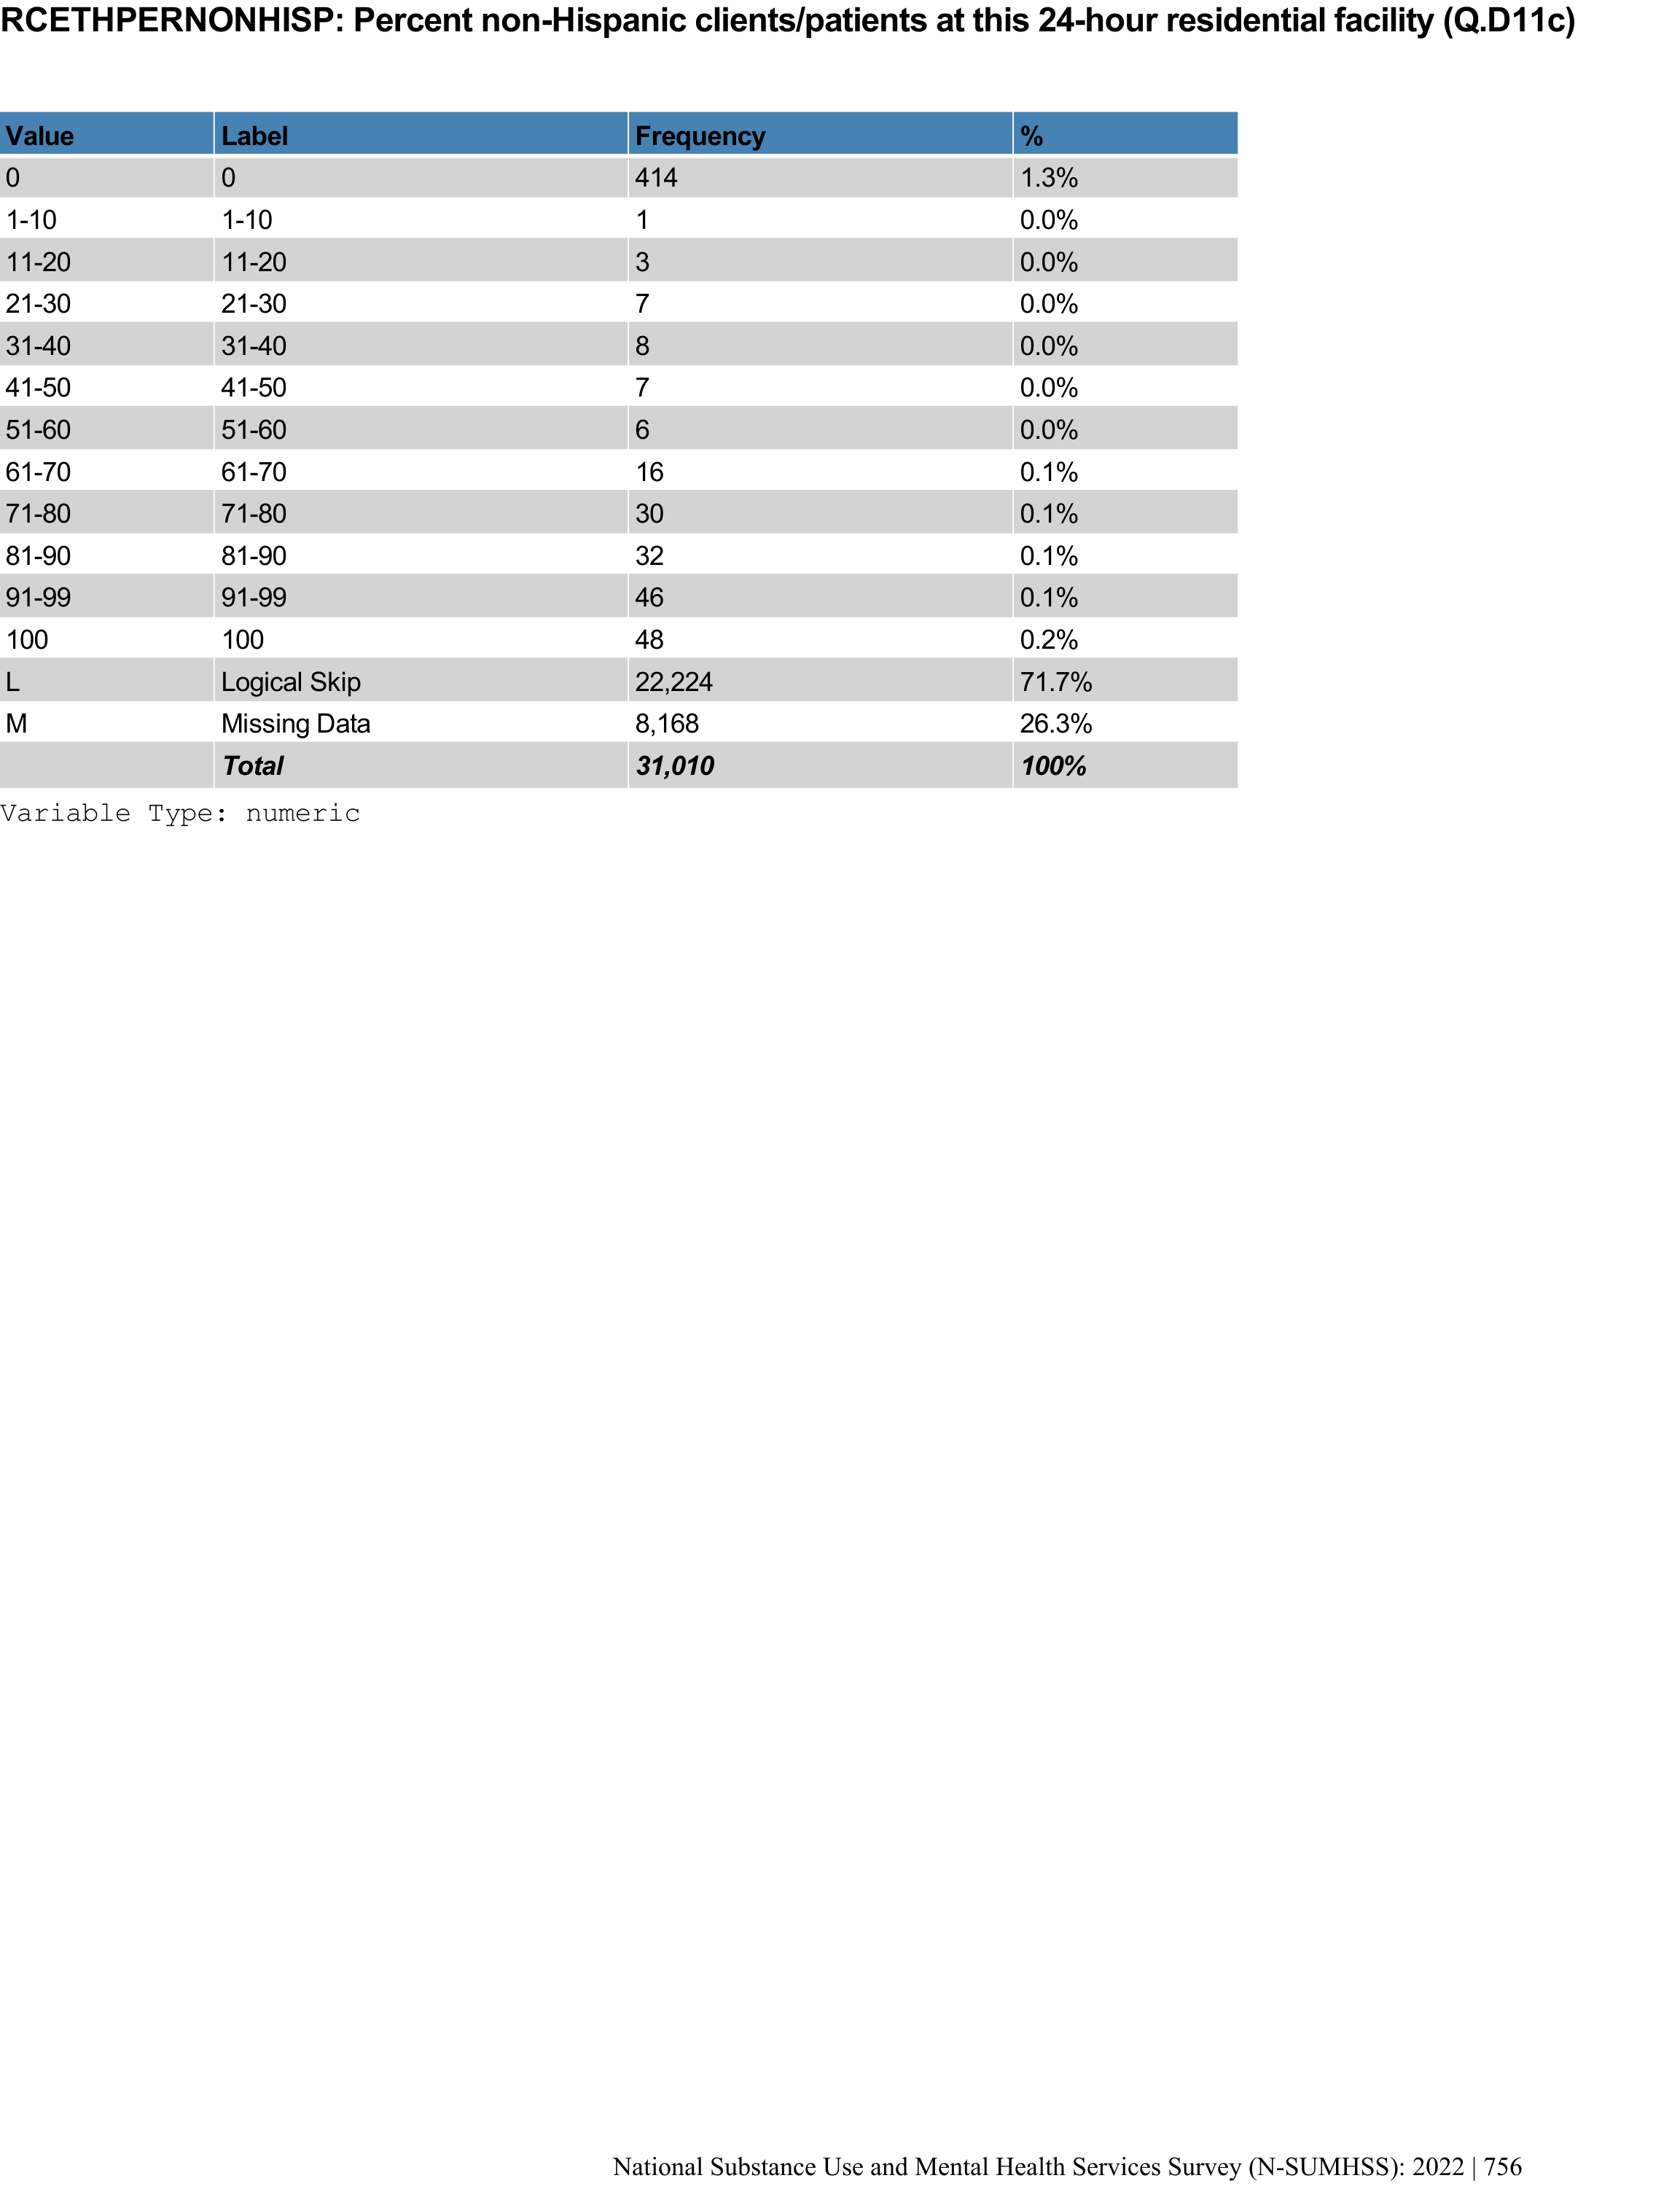 RCETHPERNONHISP: Percent non-Hispanic clients/patients at this 24-hour residential facility (Q.D11c)
Value Label Frequency %
0 0 414 1.3%
1-10 1-10 1 0.0%
11-20 11-20 3 0.0%
21-30 21-30 7 0.0%
31-40 31-40 8 0.0%
41-50 41-50 7 0.0%
51-60 51-60 6 0.0%
61-70 61-70 16 0.1%
71-80 71-80 30 0.1%
81-90 81-90 32 0.1%
91-99 91-99 46 0.1%
100 100 48 0.2%
L Logical Skip 22,224 71.7%
M Missing Data 8,168 26.3%
Total 31,010 100%
Variable Type: numeric
National Substance Use and Mental Health Services Survey (N-SUMHSS): 2022 | 756